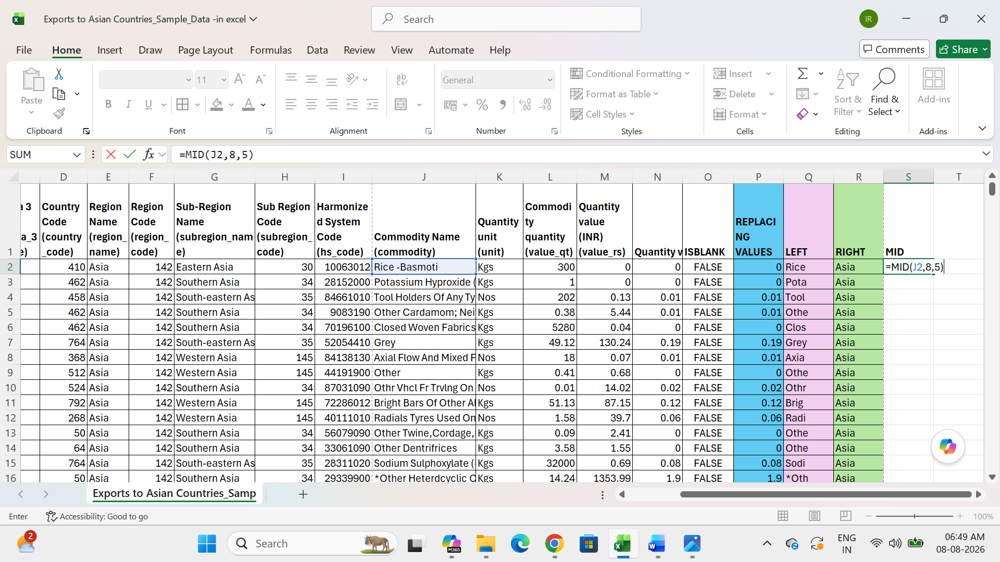 Exports to Asian Countries_Sample_Data -in excel
Search
IR
File Home Insert Draw Page Layout Formulas Data Review View Automate Help
Comments Share
Paste
Clipboard
11
B I U A
Font
ab
Alignment
General
% 9 .00
Number
Conditional Formatting
Format as Table
Cell Styles
Styles
Insert
Delete
Format
Cells
Sort & Filter
Find & Select
Editing
Add-ins
Add-ins
SUM fx =MID(J2,8,5)
D E F G H I J K L M N O P Q R S T
1 a 3 a_3 e) Country Code (country_code) Region Name (region_name) Region Code (region_code) Sub-Region Name (subregion_name) Sub Region Code (subregion_code) Harmonized System Code (hs_code) Commodity Name (commodity) Quantity unit (unit) Commodity quantity (value_qt) Quantity value (INR) (value_rs) Quantity v ISBLANK REPLACING VALUES LEFT RIGHT MID
2 410 Asia 142 Eastern Asia 30 10063012 Rice -Basmoti Kgs 300 0 0 FALSE 0 Rice Asia =MID(J2,8,5)
3 462 Asia 142 Southern Asia 34 28152000 Potassium Hyproxide ( Kgs 1 0 0 FALSE 0 Pota Asia
4 458 Asia 142 South-eastern As 35 84661010 Tool Holders Of Any Ty Nos 202 0.13 0.01 FALSE 0.01 Tool Asia
5 462 Asia 142 Southern Asia 34 9083190 Other Cardamom; Nei Kgs 0.38 5.44 0.01 FALSE 0.01 Othe Asia
6 462 Asia 142 Southern Asia 34 70196100 Closed Woven Fabrics Kgs 5280 0.04 0 FALSE 0 Clos Asia
7 764 Asia 142 South-eastern As 35 52054410 Grey Kgs 49.12 130.24 0.19 FALSE 0.19 Grey Asia
8 368 Asia 142 Western Asia 145 84138130 Axial Flow And Mixed F Nos 18 0.07 0.01 FALSE 0.01 Axia Asia
9 512 Asia 142 Western Asia 145 44191900 Other Kgs 0.41 0.68 0 FALSE 0 Othe Asia
10 524 Asia 142 Southern Asia 34 87031090 Othr Vhcl Fr Trvlng On Nos 0.01 14.02 0.02 FALSE 0.02 Othr Asia
11 792 Asia 142 Western Asia 145 72286012 Bright Bars Of Other Al Kgs 51.13 87.15 0.12 FALSE 0.12 Brig Asia
12 268 Asia 142 Western Asia 145 40111010 Radials Tyres Used On Nos 1.58 39.7 0.06 FALSE 0.06 Radi Asia
13 50 Asia 142 Southern Asia 34 56079090 Other Twine,Cordage, Kgs 0.09 2.41 0 FALSE 0 Othe Asia
14 64 Asia 142 Southern Asia 34 33061090 Other Dentrifrices Kgs 3.58 1.55 0 FALSE 0 Othe Asia
15 764 Asia 142 South-eastern As 35 28311020 Sodium Sulphoxylate ( Kgs 32000 0.69 0.08 FALSE 0.08 Sodi Asia
16 50 Asia 142 Southern Asia 34 29339900 *Other Heterdcyclic C Kgs 14.24 1353.99 1.9 FALSE 1.9 *Oth Asia
Exports to Asian Countries_Samp
Enter Accessibility: Good to go 100%
2
Search
M365
ENG
IN
06:49 AM
08-08-2026